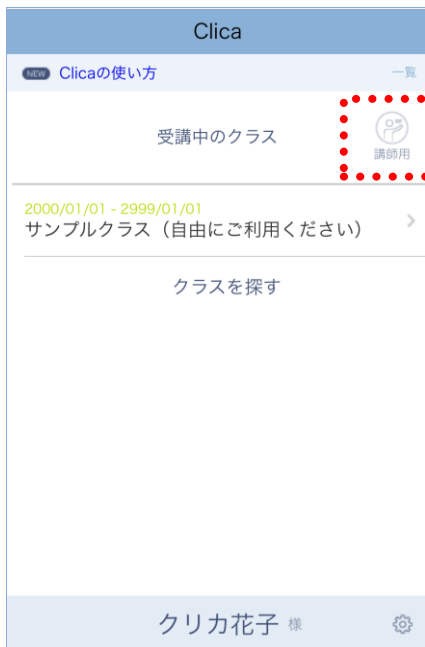 Clica
NEW Clicaの使い方 一覧
受講中のクラス
講師用
2000/01/01 - 2999/01/01
サンプルクラス（自由にご利用ください）
クラスを探す
クリカ花子 様